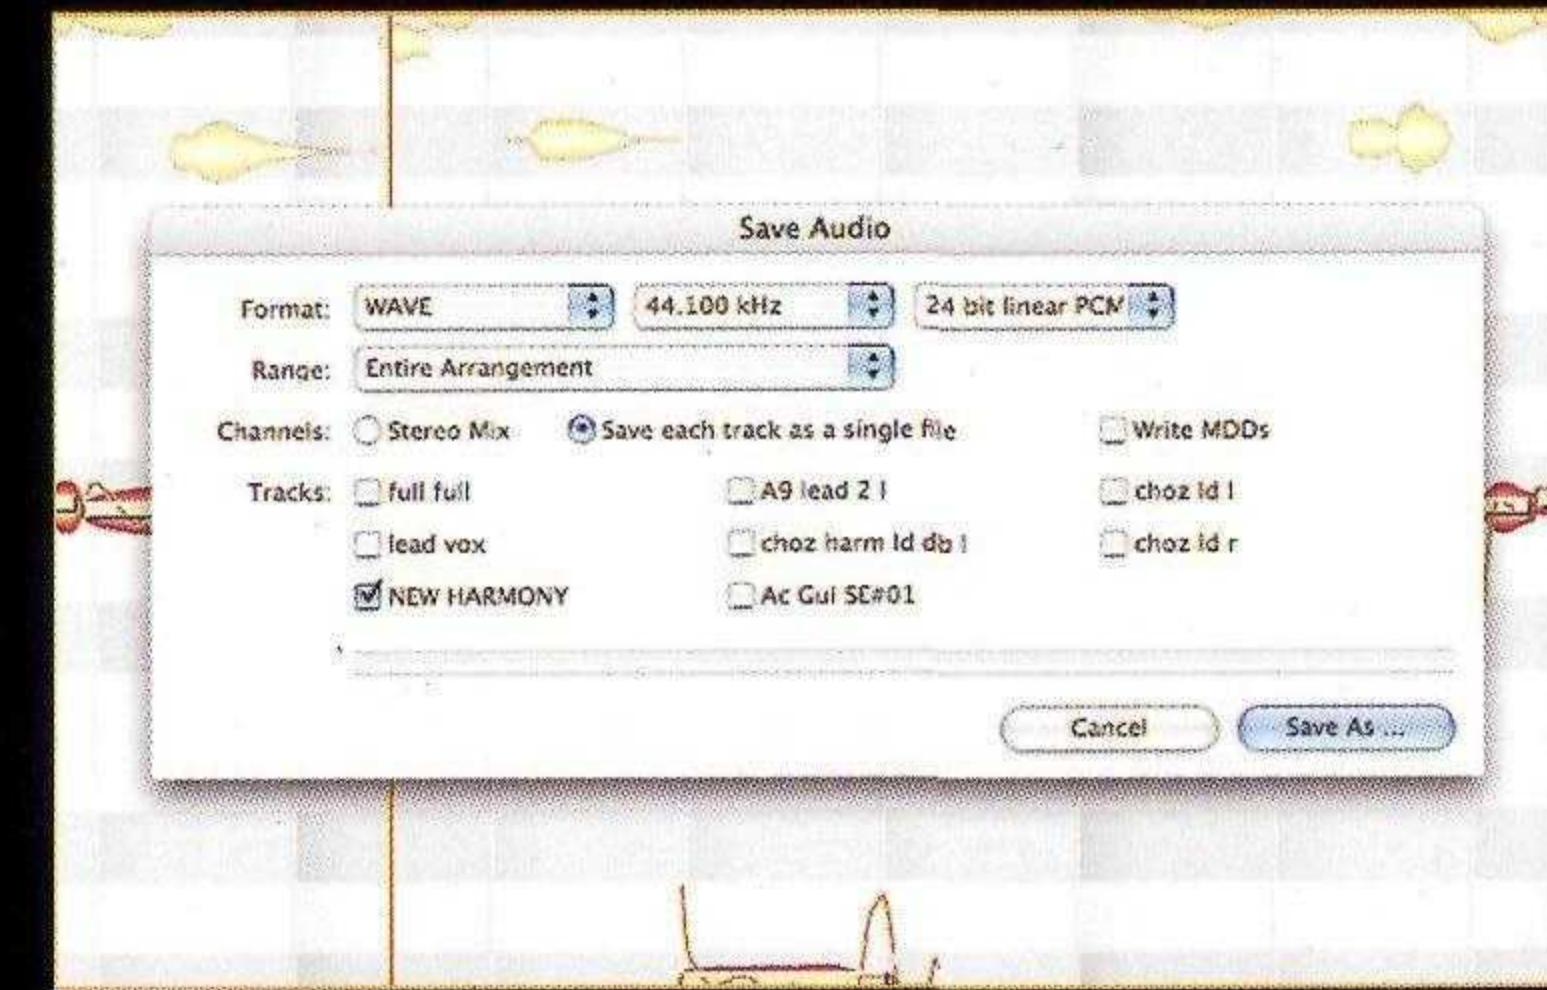 Save Audio
Format: WAVE 44.100 kHz 24 bit linear PCM
Range: Entire Arrangement
Channels: Stereo Mix Save each track as a single file Write MDDs
Tracks: full full A9 lead 2 l choz ld l
lead vox choz harm ld db l choz ld r
NEW HARMONY Ac Gui SE#01
Cancel Save As ...